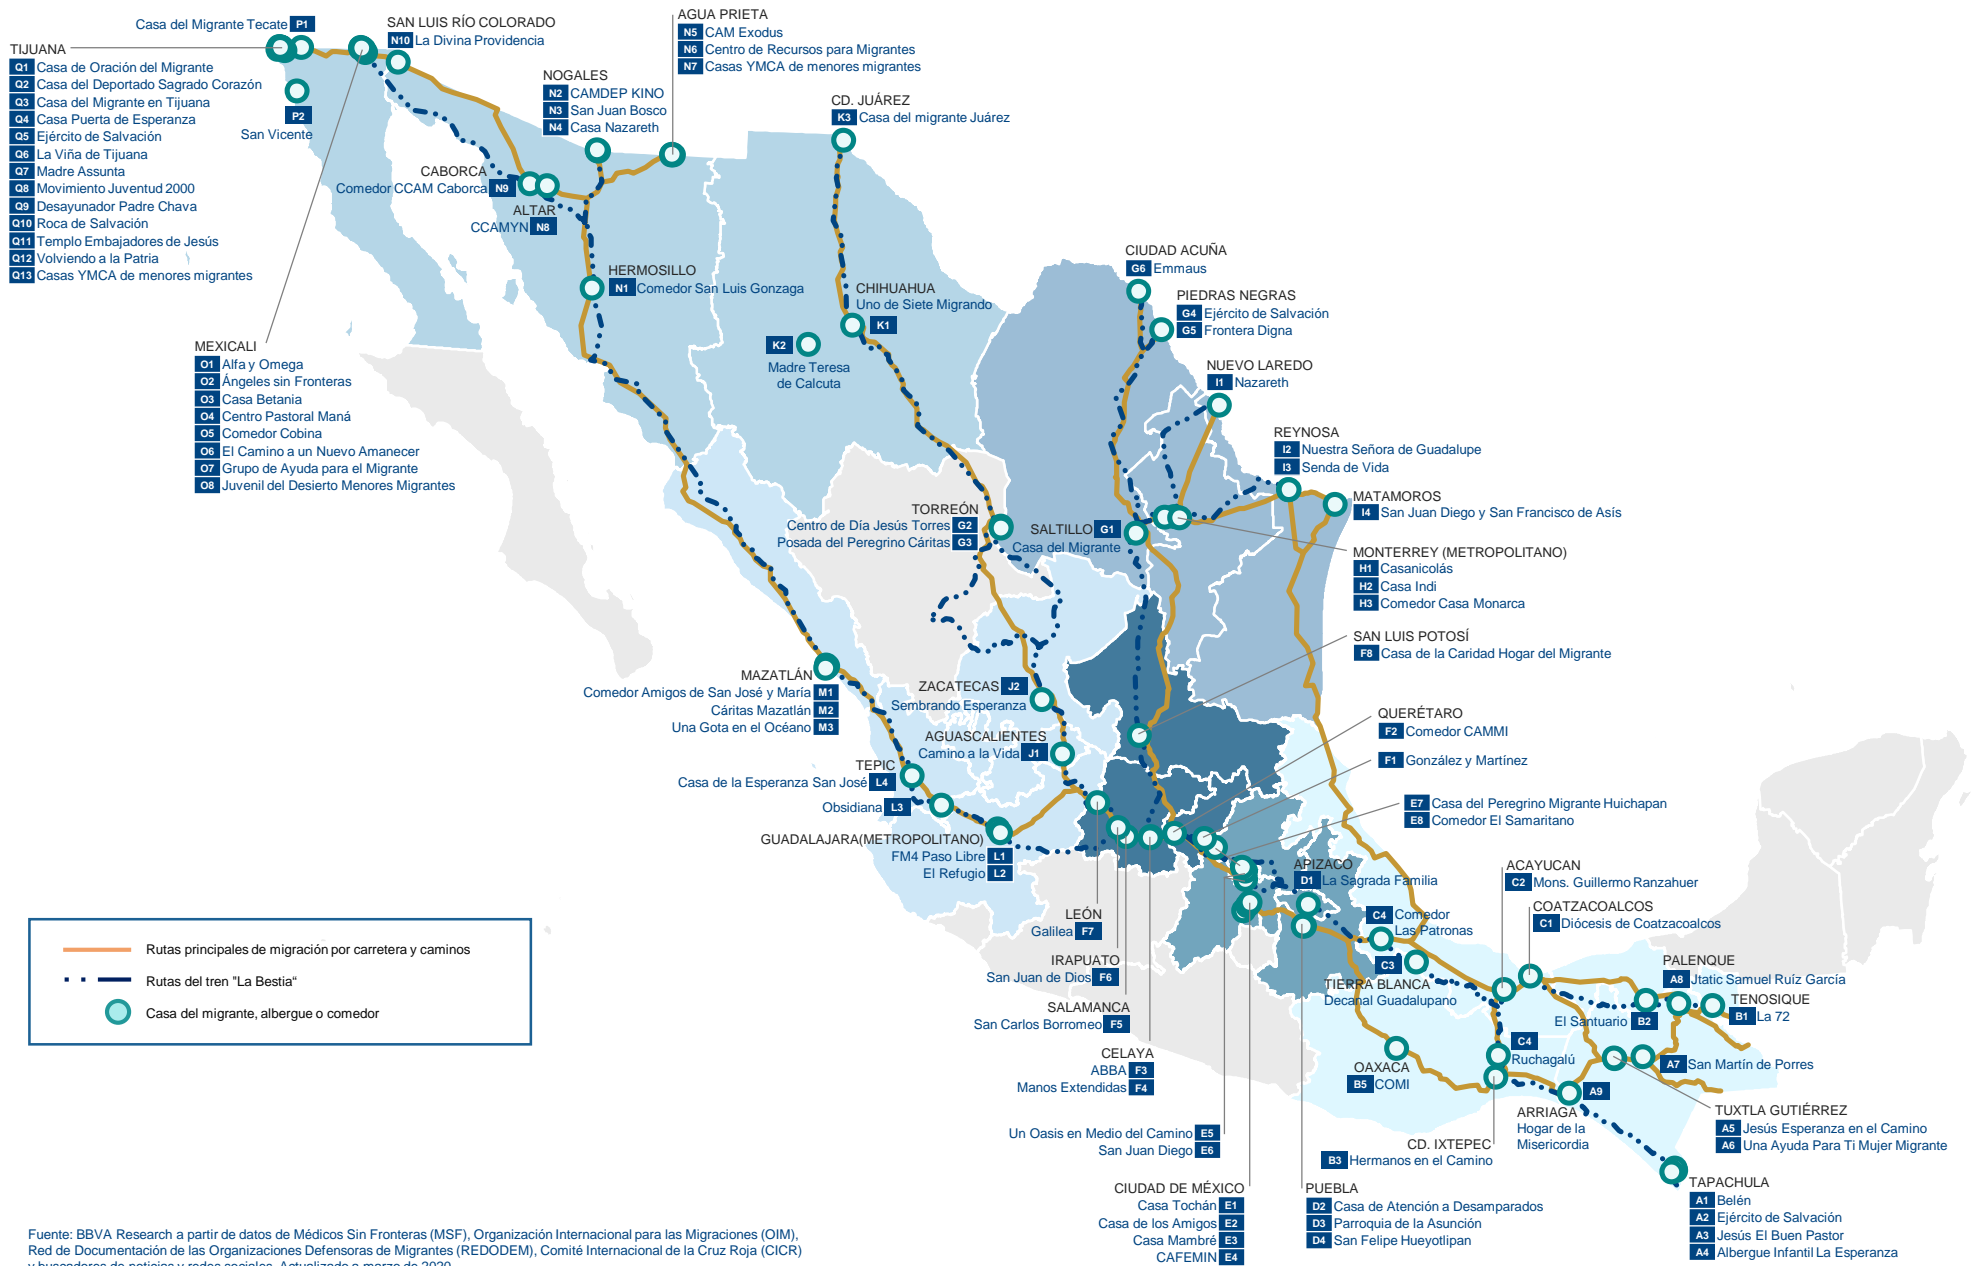 Casa del Migrante Tecate P1
TIJUANA
Q1 Casa de Oración del Migrante
Q2 Casa del Deportado Sagrado Corazón
Q3 Casa del Migrante en Tijuana
Q4 Casa Puerta de Esperanza
Q5 Ejército de Salvación
Q6 La Viña de Tijuana
Q7 Madre Assunta
Q8 Movimiento Juventud 2000
Q9 Desayunador Padre Chava
Q10 Roca de Salvación
Q11 Templo Embajadores de Jesús
Q12 Volviendo a la Patria
Q13 Casas YMCA de menores migrantes
P2
San Vicente
SAN LUIS RÍO COLORADO
N10 La Divina Providencia
NOGALES
N2 CAMDEP KINO
N3 San Juan Bosco
N4 Casa Nazareth
AGUA PRIETA
N5 CAM Exodus
N6 Centro de Recursos para Migrantes
N7 Casas YMCA de menores migrantes
CD. JUÁREZ
K3 Casa del migrante Juárez
CABORCA
Comedor CCAM Caborca N9
ALTAR
CCAMYN N8
HERMOSILLO
N1 Comedor San Luis Gonzaga
CHIHUAHUA
Uno de Siete Migrando
K1
K2
Madre Teresa
de Calcuta
MEXICALI
O1 Alfa y Omega
O2 Ángeles sin Fronteras
O3 Casa Betania
O4 Centro Pastoral Maná
O5 Comedor Cobina
O6 El Camino a un Nuevo Amanecer
O7 Grupo de Ayuda para el Migrante
O8 Juvenil del Desierto Menores Migrantes
CIUDAD ACUÑA
G6 Emmaus
PIEDRAS NEGRAS
G4 Ejército de Salvación
G5 Frontera Digna
NUEVO LAREDO
I1 Nazareth
REYNOSA
I2 Nuestra Señora de Guadalupe
I3 Senda de Vida
MATAMOROS
I4 San Juan Diego y San Francisco de Asís
TORREÓN
Centro de Día Jesús Torres G2
Posada del Peregrino Cáritas G3
SALTILLO G1
Casa del Migrante
MONTERREY (METROPOLITANO)
H1 Casanicolás
H2 Casa Indi
H3 Comedor Casa Monarca
SAN LUIS POTOSÍ
F8 Casa de la Caridad Hogar del Migrante
MAZATLÁN
Comedor Amigos de San José y María M1
Cáritas Mazatlán M2
Una Gota en el Océano M3
ZACATECAS J2
Sembrando Esperanza
AGUASCALIENTES
Camino a la Vida J1
QUERÉTARO
F2 Comedor CAMMI
F1 González y Martínez
E7 Casa del Peregrino Migrante Huichapan
E8 Comedor El Samaritano
TEPIC
Casa de la Esperanza San José L4
Obsidiana L3
GUADALAJARA(METROPOLITANO)
FM4 Paso Libre L1
El Refugio L2
APIZACO
D1 La Sagrada Familia
ACAYUCAN
C2 Mons. Guillermo Ranzahuer
COATZACOALCOS
C1 Diócesis de Coatzacoalcos
C4 Comedor
Las Patronas
C3
TIERRA BLANCA
Decanal Guadalupano
PALENQUE
A8 Jtatic Samuel Ruíz García
TENOSIQUE
B1 La 72
El Santuario B2
LEÓN
Galilea F7
IRAPUATO
San Juan de Dios F6
SALAMANCA
San Carlos Borromeo F5
CELAYA
ABBA F3
Manos Extendidas F4
C4
Ruchagalú
OAXACA
B5 COMI
A7 San Martín de Porres
A9
ARRIAGA
Hogar de la
Misericordia
TUXTLA GUTIÉRREZ
A5 Jesús Esperanza en el Camino
A6 Una Ayuda Para Ti Mujer Migrante
Un Oasis en Medio del Camino E5
San Juan Diego E6
CD. IXTEPEC
B3 Hermanos en el Camino
CIUDAD DE MÉXICO
Casa Tochán E1
Casa de los Amigos E2
Casa Mambré E3
CAFEMIN E4
PUEBLA
D2 Casa de Atención a Desamparados
D3 Parroquia de la Asunción
D4 San Felipe Hueyotlipan
TAPACHULA
A1 Belén
A2 Ejército de Salvación
A3 Jesús El Buen Pastor
A4 Albergue Infantil La Esperanza
Rutas principales de migración por carretera y caminos
Rutas del tren "La Bestia“
Casa del migrante, albergue o comedor
Fuente: BBVA Research a partir de datos de Médicos Sin Fronteras (MSF), Organización Internacional para las Migraciones (OIM),
Red de Documentación de las Organizaciones Defensoras de Migrantes (REDODEM), Comité Internacional de la Cruz Roja (CICR)
y buscadores de noticias y redes sociales. Actualizado a marzo de 2020